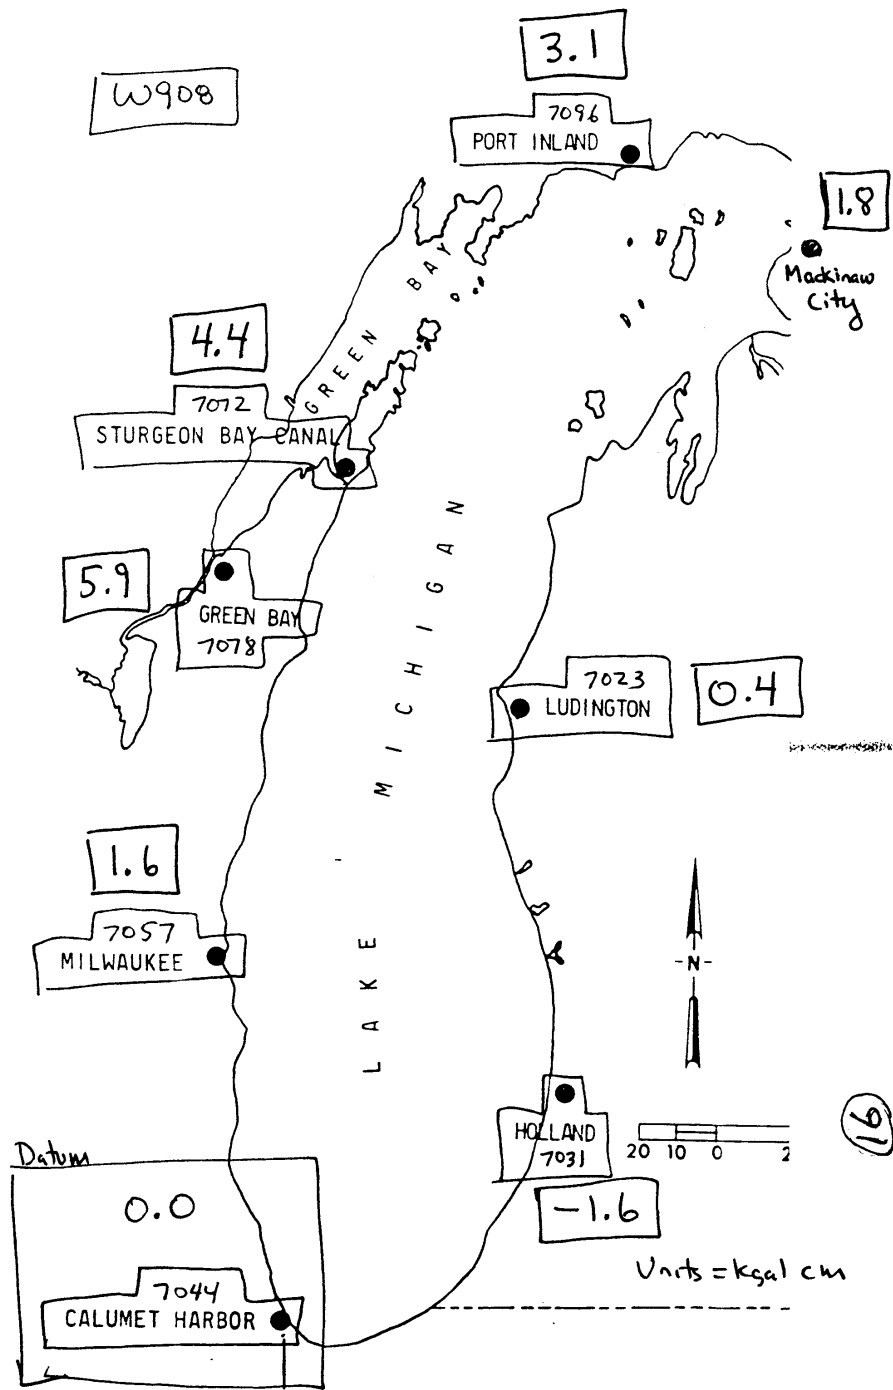 3.1
W908
7096
PORT INLAND
1.8
Mackinaw
City
GREEN BAY
4.4
7072
STURGEON BAY CANAL
5.9
GREEN BAY
7078
LAKE MICHIGAN
7023
LUDINGTON
0.4
1.6
7057
MILWAUKEE
-N-
HOLLAND
7031
20 10 0 2
16
-1.6
Datum
0.0
7044
CALUMET HARBOR
Units = kgal cm